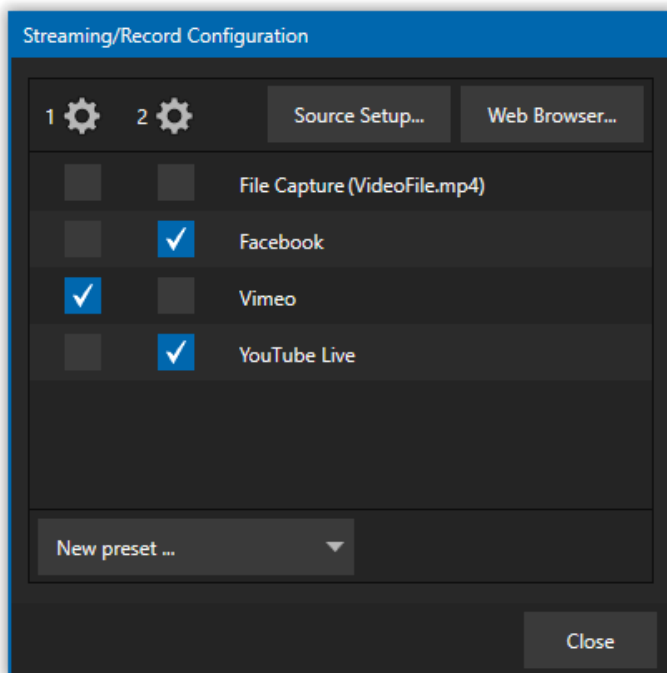 Streaming/Record Configuration
1 2 Source Setup... Web Browser...
File Capture (VideoFile.mp4)
Facebook
Vimeo
YouTube Live
New preset ...
Close